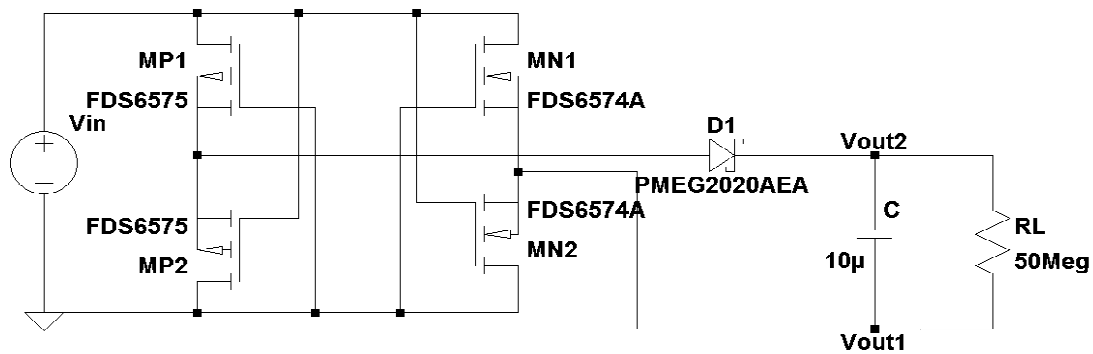 MP1
MN1
FDS6575
FDS6574A
Vin
D1
Vout2
PMEG2020AEA
FDS6575
FDS6574A
C
RL
MP2
MN2
10µ
50Meg
Vout1